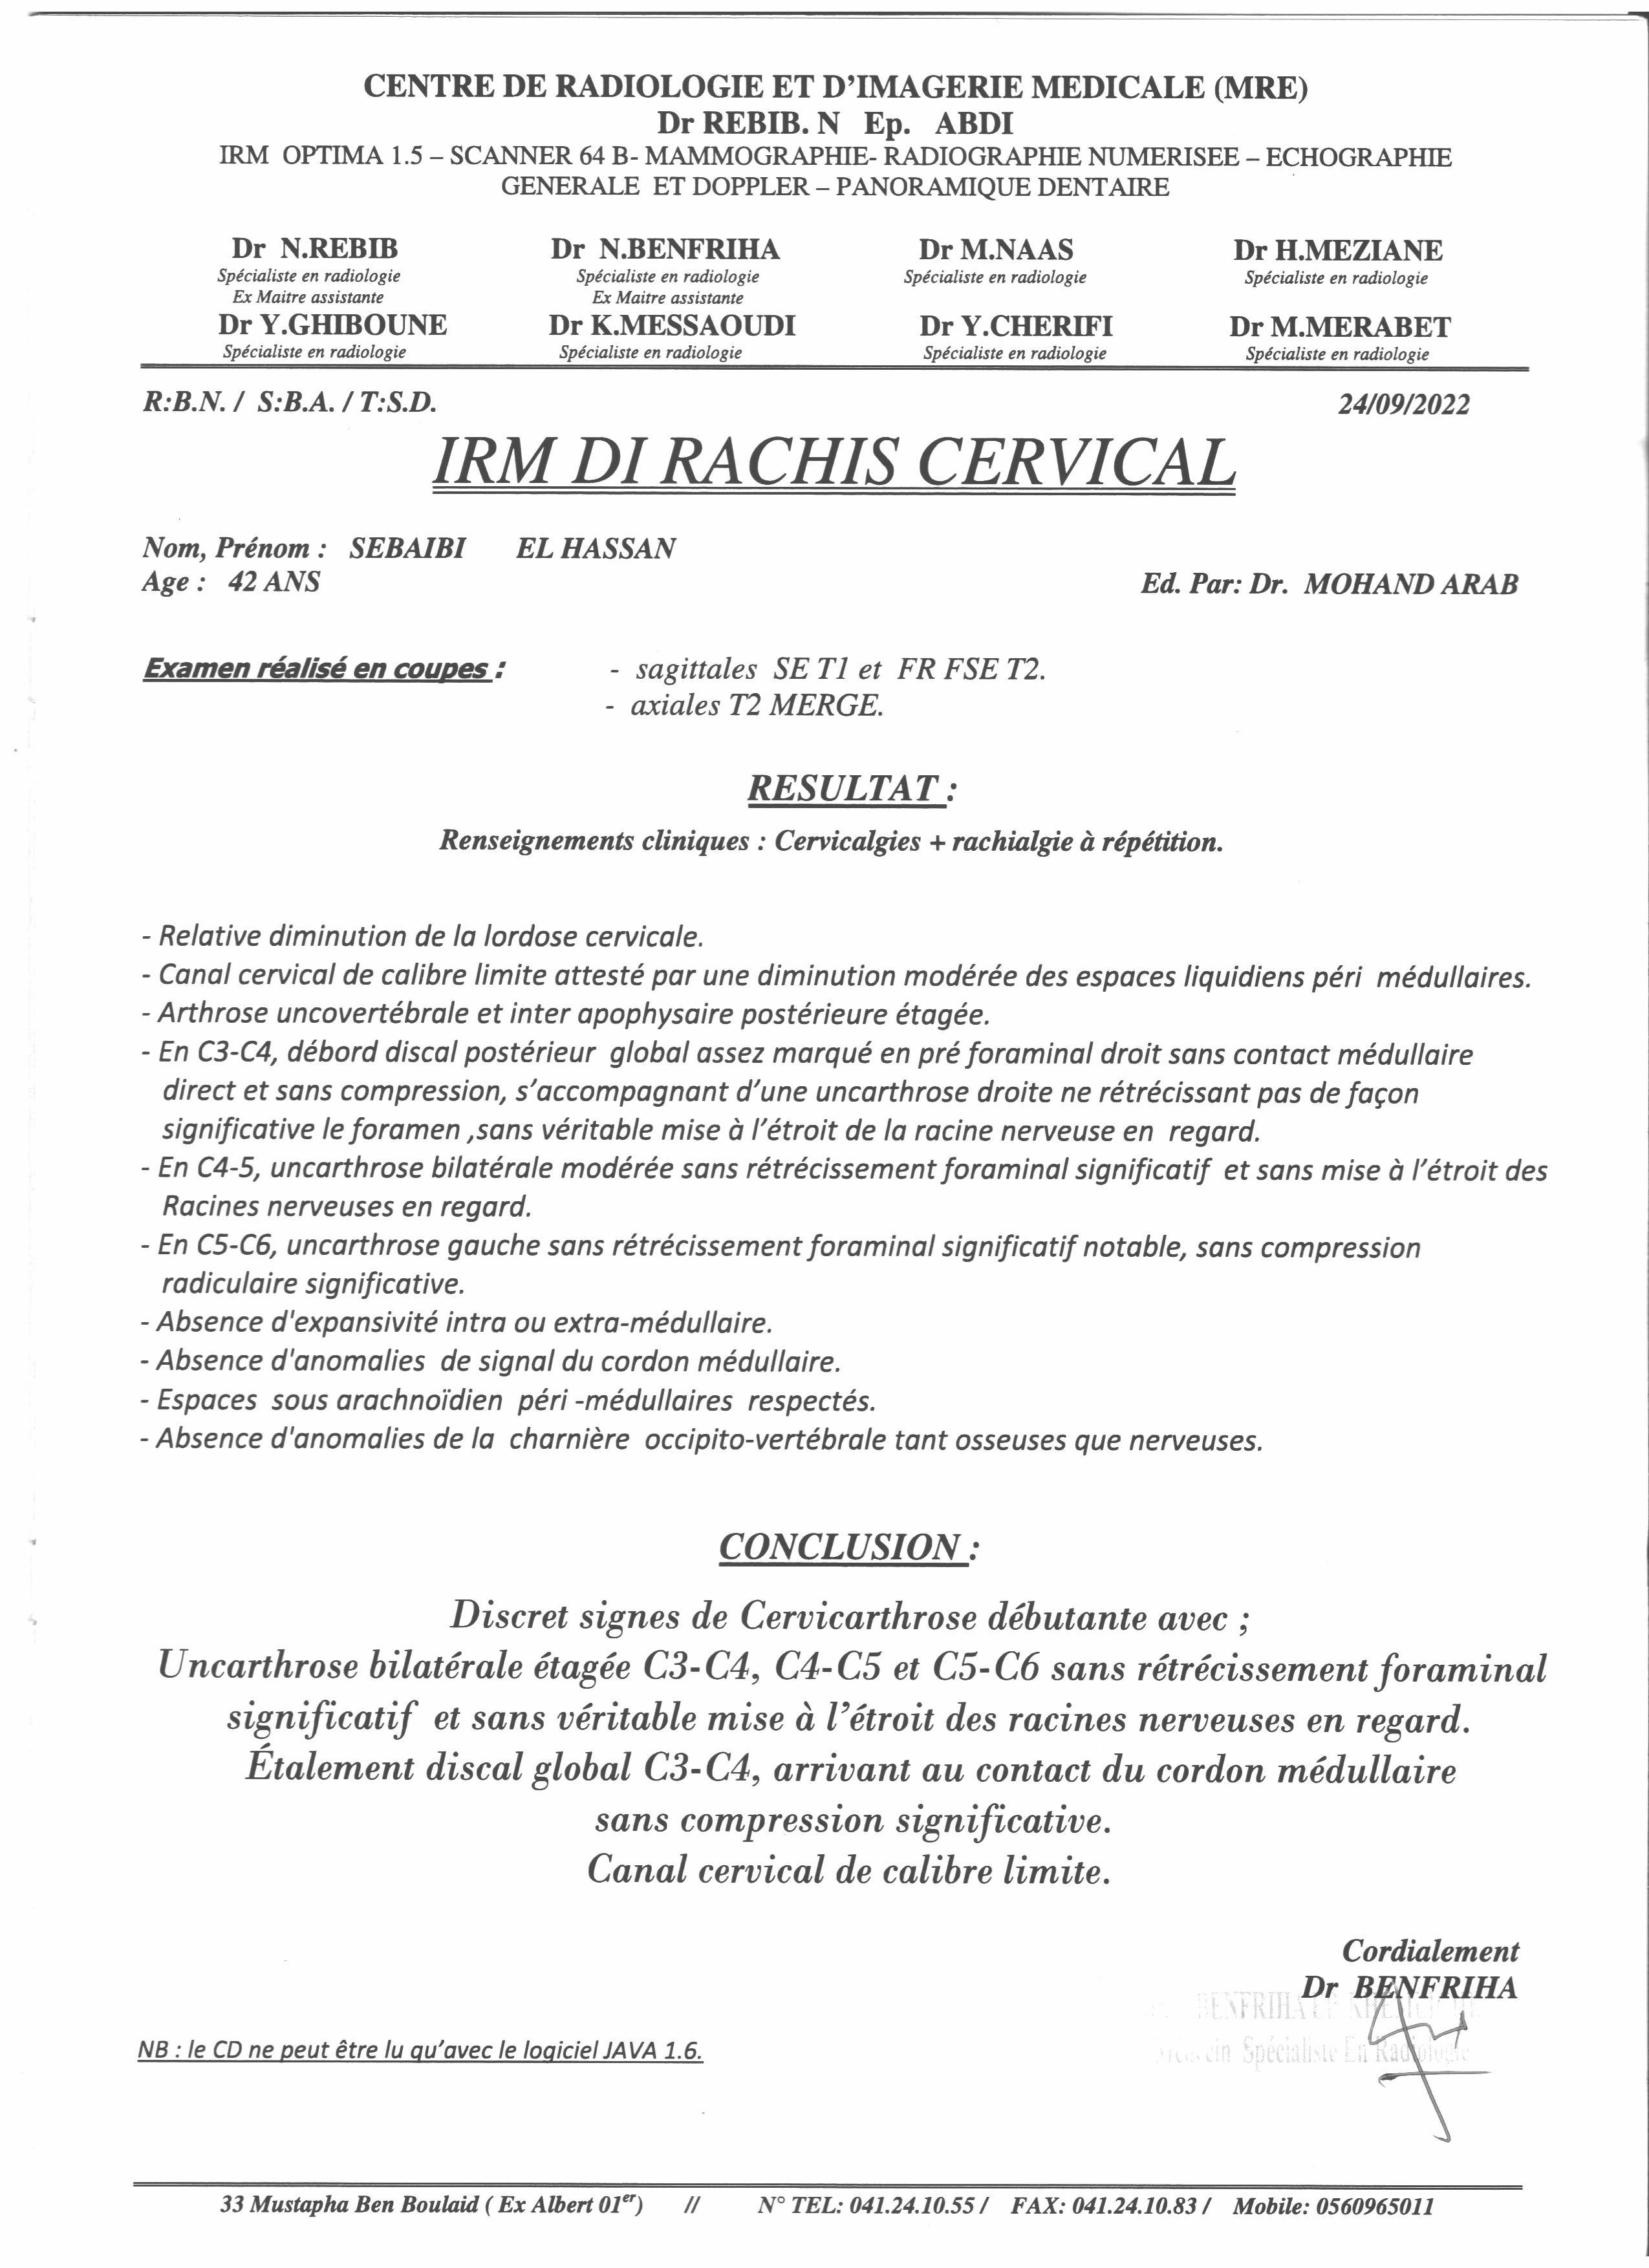 CENTRE DE RADIOLOGIE ET D'IMAGERIE MEDICALE (MRE)
Dr REBIB. N Ep. ABDI
IRM OPTIMA 1.5 – SCANNER 64 B- MAMMOGRAPHIE- RADIOGRAPHIE NUMERISEE – ECHOGRAPHIE
GENERALE ET DOPPLER – PANORAMIQUE DENTAIRE
Dr N.REBIB Dr N.BENFRIHA Dr M.NAAS Dr H.MEZIANE
Spécialiste en radiologie Spécialiste en radiologie Spécialiste en radiologie Spécialiste en radiologie
Ex Maitre assistante Ex Maitre assistante
Dr Y.GHIBOUNE Dr K.MESSAOUDI Dr Y.CHERIFI Dr M.MERABET
Spécialiste en radiologie Spécialiste en radiologie Spécialiste en radiologie Spécialiste en radiologie
R:B.N. / S:B.A. / T:S.D. 24/09/2022
IRM DI RACHIS CERVICAL
Nom, Prénom : SEBAIBI EL HASSAN
Age : 42 ANS Ed. Par: Dr. MOHAND ARAB
Examen réalisé en coupes : - sagittales SE T1 et FR FSE T2.
- axiales T2 MERGE.
RESULTAT :
Renseignements cliniques : Cervicalgies + rachialgie à répétition.
- Relative diminution de la lordose cervicale.
- Canal cervical de calibre limite attesté par une diminution modérée des espaces liquidiens péri médullaires.
- Arthrose uncovertébrale et inter apophysaire postérieure étagée.
- En C3-C4, débord discal postérieur global assez marqué en pré foraminal droit sans contact médullaire
direct et sans compression, s'accompagnant d'une uncarthrose droite ne rétrécissant pas de façon
significative le foramen ,sans véritable mise à l'étroit de la racine nerveuse en regard.
- En C4-5, uncarthrose bilatérale modérée sans rétrécissement foraminal significatif et sans mise à l'étroit des
Racines nerveuses en regard.
- En C5-C6, uncarthrose gauche sans rétrécissement foraminal significatif notable, sans compression
radiculaire significative.
- Absence d'expansivité intra ou extra-médullaire.
- Absence d'anomalies de signal du cordon médullaire.
- Espaces sous arachnoïdien péri -médullaires respectés.
- Absence d'anomalies de la charnière occipito-vertébrale tant osseuses que nerveuses.
CONCLUSION :
Discret signes de Cervicarthrose débutante avec ;
Uncarthrose bilatérale étagée C3-C4, C4-C5 et C5-C6 sans rétrécissement foraminal
significatif et sans véritable mise à l'étroit des racines nerveuses en regard.
Étalement discal global C3-C4, arrivant au contact du cordon médullaire
sans compression significative.
Canal cervical de calibre limite.
Cordialement
Dr BENFRIHA
BENFRIHA
Spécialiste En Radiologie
NB : le CD ne peut être lu qu'avec le logiciel JAVA 1.6.
33 Mustapha Ben Boulaid ( Ex Albert 01er) // N° TEL: 041.24.10.55 / FAX: 041.24.10.83 / Mobile: 0560965011